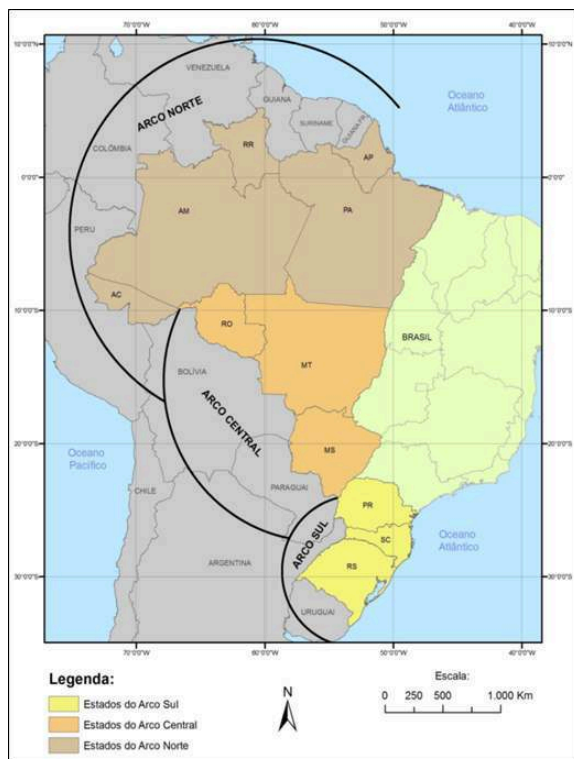 70°0'0"W
60°0'0"W
50°0'0"W
40°0'0"W
10°0'0"N
10°0'0"N
VENEZUELA
Oceano
Atlântico
ARCO NORTE
GUIANA
SURINAME
GUIANA FR.
COLÔMBIA
RR
AP
0°0'0"
0°0'0"
AM
PA
PERU
AC
10°0'0"S
10°0'0"S
RO
BRASIL
MT
BOLÍVIA
ARCO CENTRAL
20°0'0"S
20°0'0"S
MS
Oceano
Pacífico
PARAGUAI
CHILE
PR
ARCO SUL
SC
Oceano
Atlântico
ARGENTINA
RS
30°0'0"S
30°0'0"S
URUGUAI
70°0'0"W
60°0'0"W
50°0'0"W
40°0'0"W
Legenda:
Estados do Arco Sul
Estados do Arco Central
Estados do Arco Norte
N
Escala:
0 250 500 1.000 Km